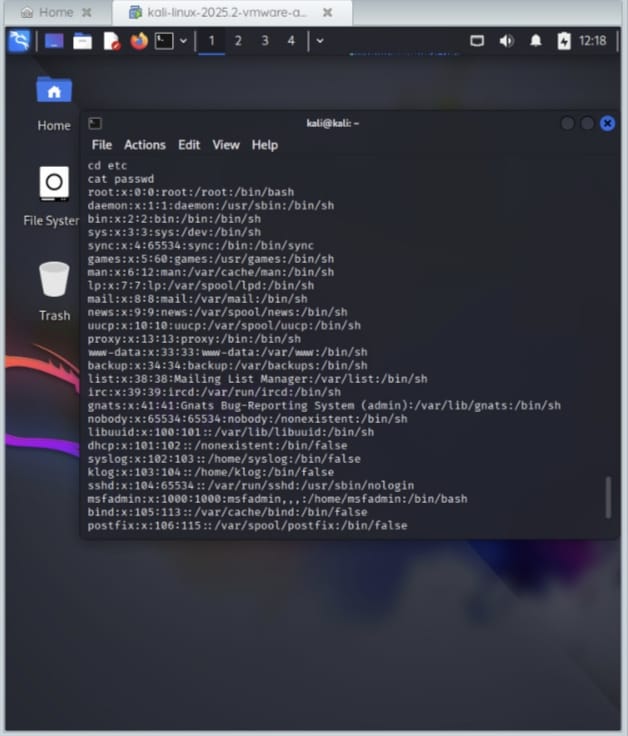 Home
kali-linux-2025.2-vmware-a...
1 2 3 4
12:18
Home
File System
Trash
kali@kali: ~
File Actions Edit View Help
cd etc
cat passwd
root:x:0:0:root:/root:/bin/bash
daemon:x:1:1:daemon:/usr/sbin:/bin/sh
bin:x:2:2:bin:/bin:/bin/sh
sys:x:3:3:sys:/dev:/bin/sh
sync:x:4:65534:sync:/bin:/bin/sync
games:x:5:60:games:/usr/games:/bin/sh
man:x:6:12:man:/var/cache/man:/bin/sh
lp:x:7:7:lp:/var/spool/lpd:/bin/sh
mail:x:8:8:mail:/var/mail:/bin/sh
news:x:9:9:news:/var/spool/news:/bin/sh
uucp:x:10:10:uucp:/var/spool/uucp:/bin/sh
proxy:x:13:13:proxy:/bin:/bin/sh
www-data:x:33:33:www-data:/var/www:/bin/sh
backup:x:34:34:backup:/var/backups:/bin/sh
list:x:38:38:Mailing List Manager:/var/list:/bin/sh
irc:x:39:39:ircd:/var/run/ircd:/bin/sh
gnats:x:41:41:Gnats Bug-Reporting System (admin):/var/lib/gnats:/bin/sh
nobody:x:65534:65534:nobody:/nonexistent:/bin/sh
libuuid:x:100:101::/var/lib/libuuid:/bin/sh
dhcp:x:101:102::/nonexistent:/bin/false
syslog:x:102:103::/home/syslog:/bin/false
klog:x:103:104::/home/klog:/bin/false
sshd:x:104:65534::/var/run/sshd:/usr/sbin/nologin
msfadmin:x:1000:1000:msfadmin,,,:/home/msfadmin:/bin/bash
bind:x:105:113::/var/cache/bind:/bin/false
postfix:x:106:115::/var/spool/postfix:/bin/false